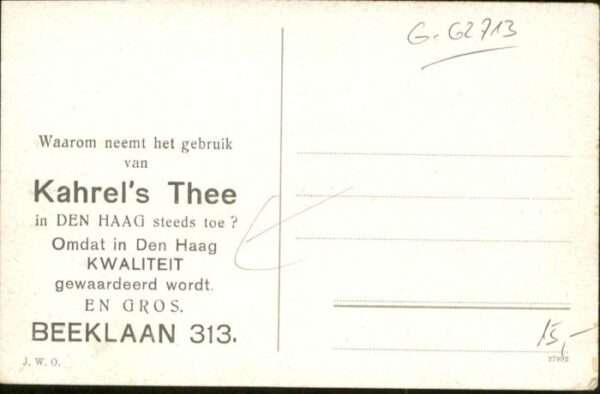 G. G2713
Waarom neemt het gebruik
van
Kahrel's Thee
in DEN HAAG steeds toe ?
Omdat in Den Haag
KWALITEIT
gewaardeerd wordt.
EN GROS.
BEEKLAAN 313.
J. W. O.
15,-